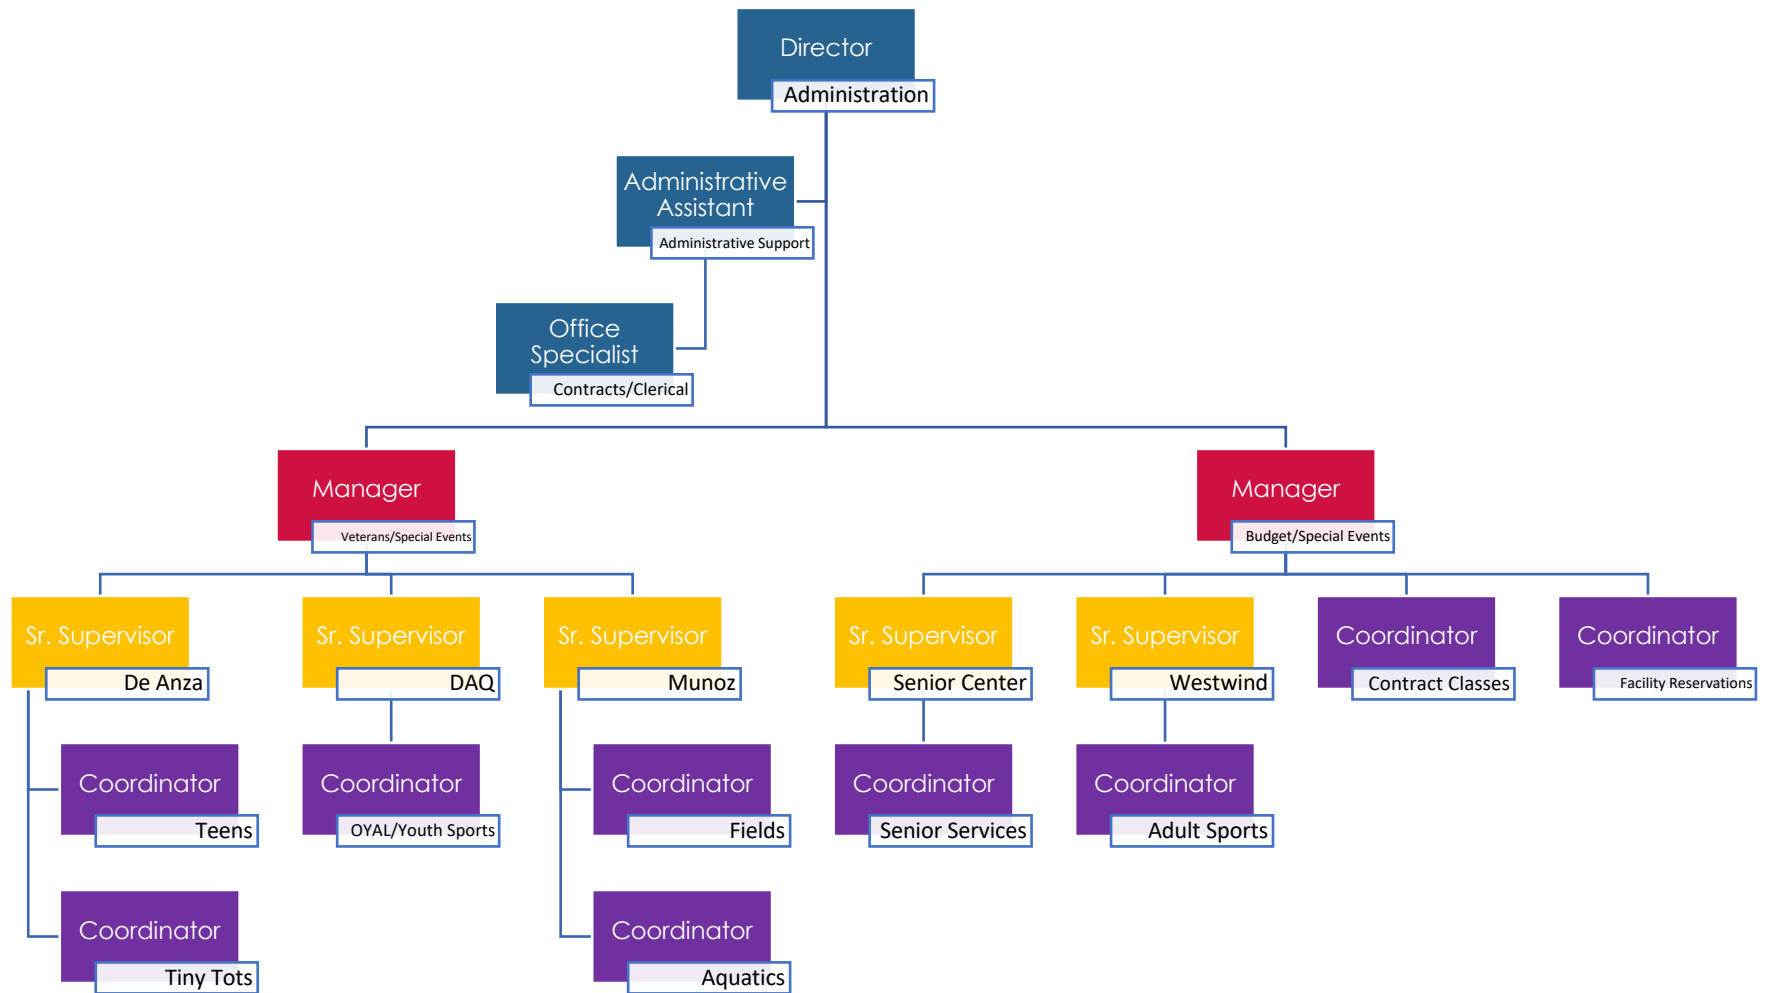 Director
Administration
Administrative
Assistant
Administrative Support
Office
Specialist
Contracts/Clerical
Manager
Veterans/Special Events
Manager
Budget/Special Events
Sr. Supervisor
De Anza
Sr. Supervisor
DAQ
Sr. Supervisor
Munoz
Sr. Supervisor
Senior Center
Sr. Supervisor
Westwind
Coordinator
Contract Classes
Coordinator
Facility Reservations
Coordinator
Teens
Coordinator
OYAL/Youth Sports
Coordinator
Fields
Coordinator
Senior Services
Coordinator
Adult Sports
Coordinator
Tiny Tots
Coordinator
Aquatics